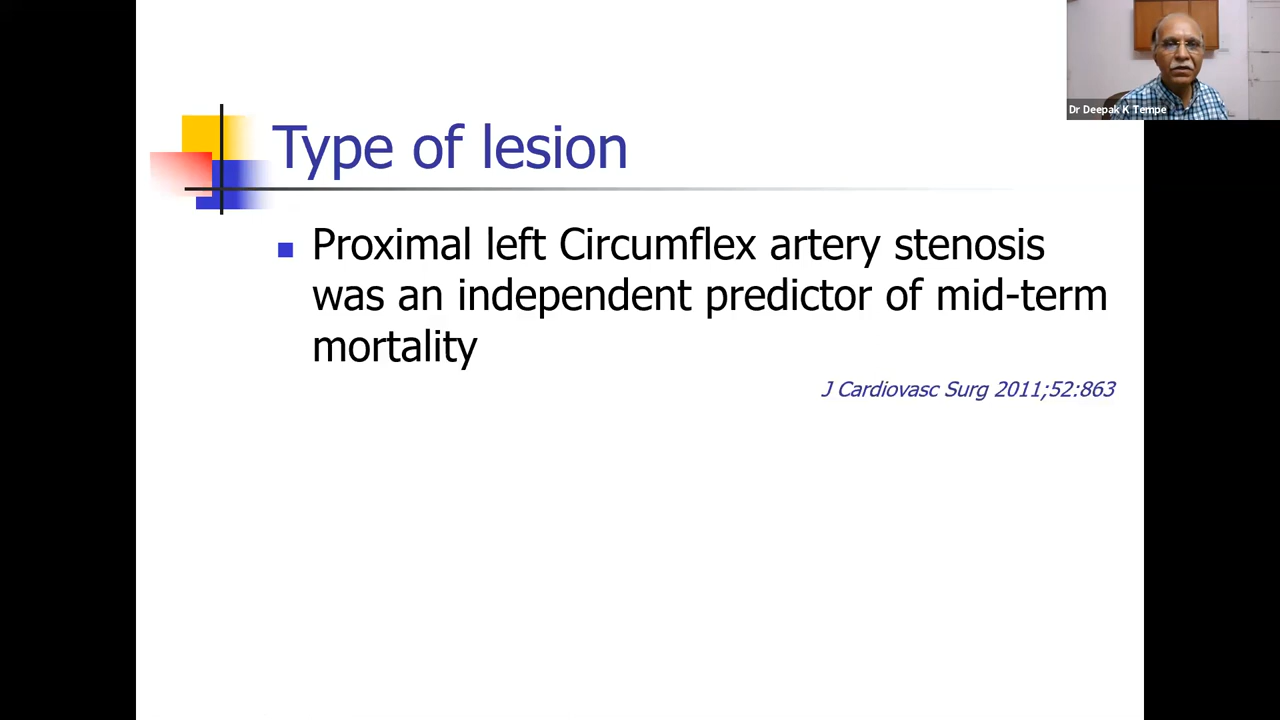 Dr Deepak K Tempe
Type of lesion
Proximal left Circumflex artery stenosis
was an independent predictor of mid-term
mortality
J Cardiovasc Surg 2011;52:863